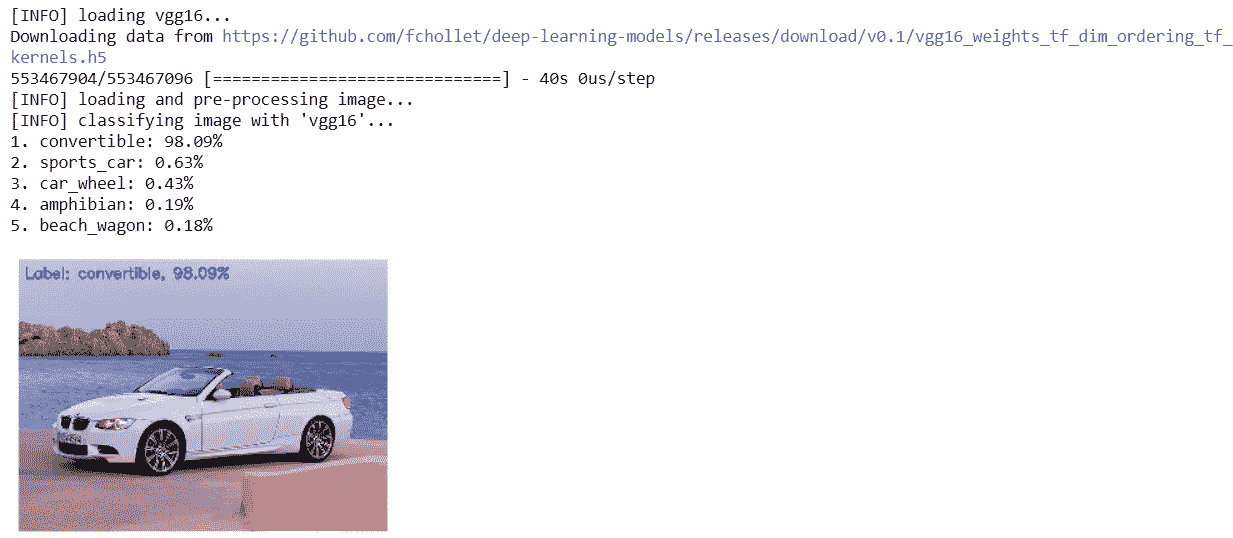 [INFO] loading vgg16...
Downloading data from https://github.com/fchollet/deep-learning-models/releases/download/v0.1/vgg16_weights_tf_dim_ordering_tf_
kernels.h5
553467904/553467096 [==============================] - 40s 0us/step
[INFO] loading and pre-processing image...
[INFO] classifying image with 'vgg16'...
1. convertible: 98.09%
2. sports_car: 0.63%
3. car_wheel: 0.43%
4. amphibian: 0.19%
5. beach_wagon: 0.18%
Label: convertible, 98.09%